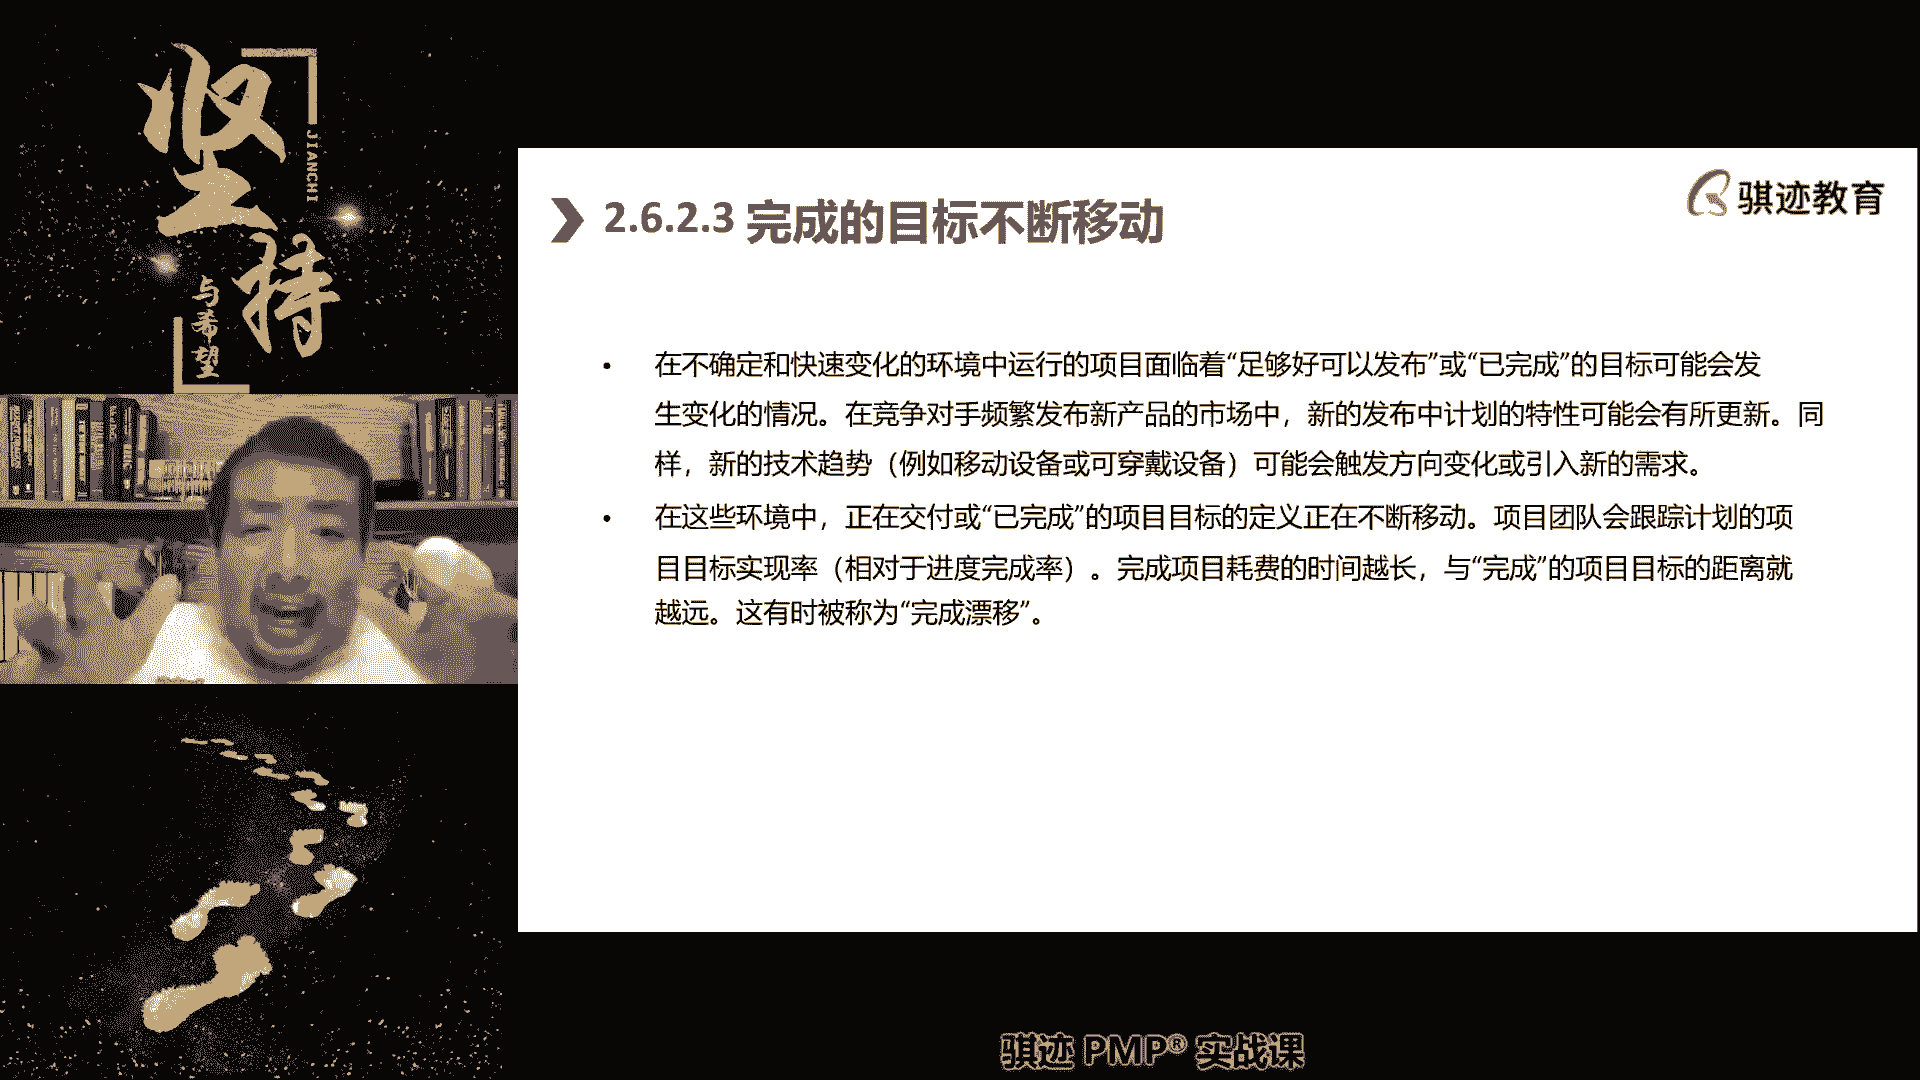 坚持
JIANCHI
与希望
骐迹教育
2.6.2.3 完成的目标不断移动
• 在不确定和快速变化的环境中运行的项目面临着“足够好可以发布”或“已完成”的目标可能会发
生变化的情况。在竞争对手频繁发布新产品的市场中，新的发布中计划的特性可能会有所更新。同
样，新的技术趋势（例如移动设备或可穿戴设备）可能会触发方向变化或引入新的需求。
• 在这些环境中，正在交付或“已完成”的项目目标的定义正在不断移动。项目团队会跟踪计划的项
目目标实现率（相对于进度完成率）。完成项目耗费的时间越长，与“完成”的项目目标的距离就
越远。这有时被称为“完成漂移”。
骐迹 PMP® 实战课